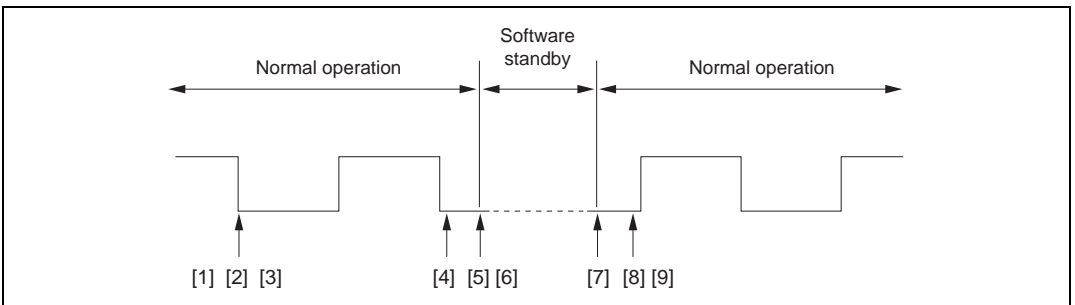 Software
standby
Normal operation
Normal operation
[1] [2] [3]
[4]
[5] [6]
[7]
[8] [9]